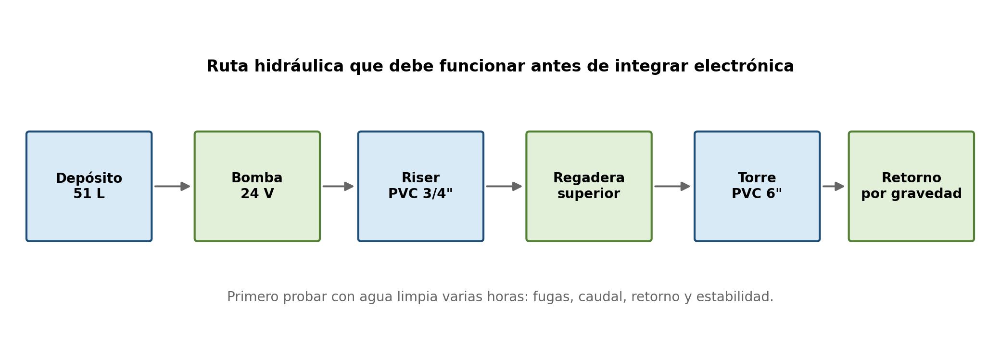 Ruta hidráulica que debe funcionar antes de integrar electrónica
Depósito
51 L
Bomba
24 V
Riser
PVC 3/4"
Regadera
superior
Torre
PVC 6"
Retorno
por gravedad
Primero probar con agua limpia varias horas: fugas, caudal, retorno y estabilidad.